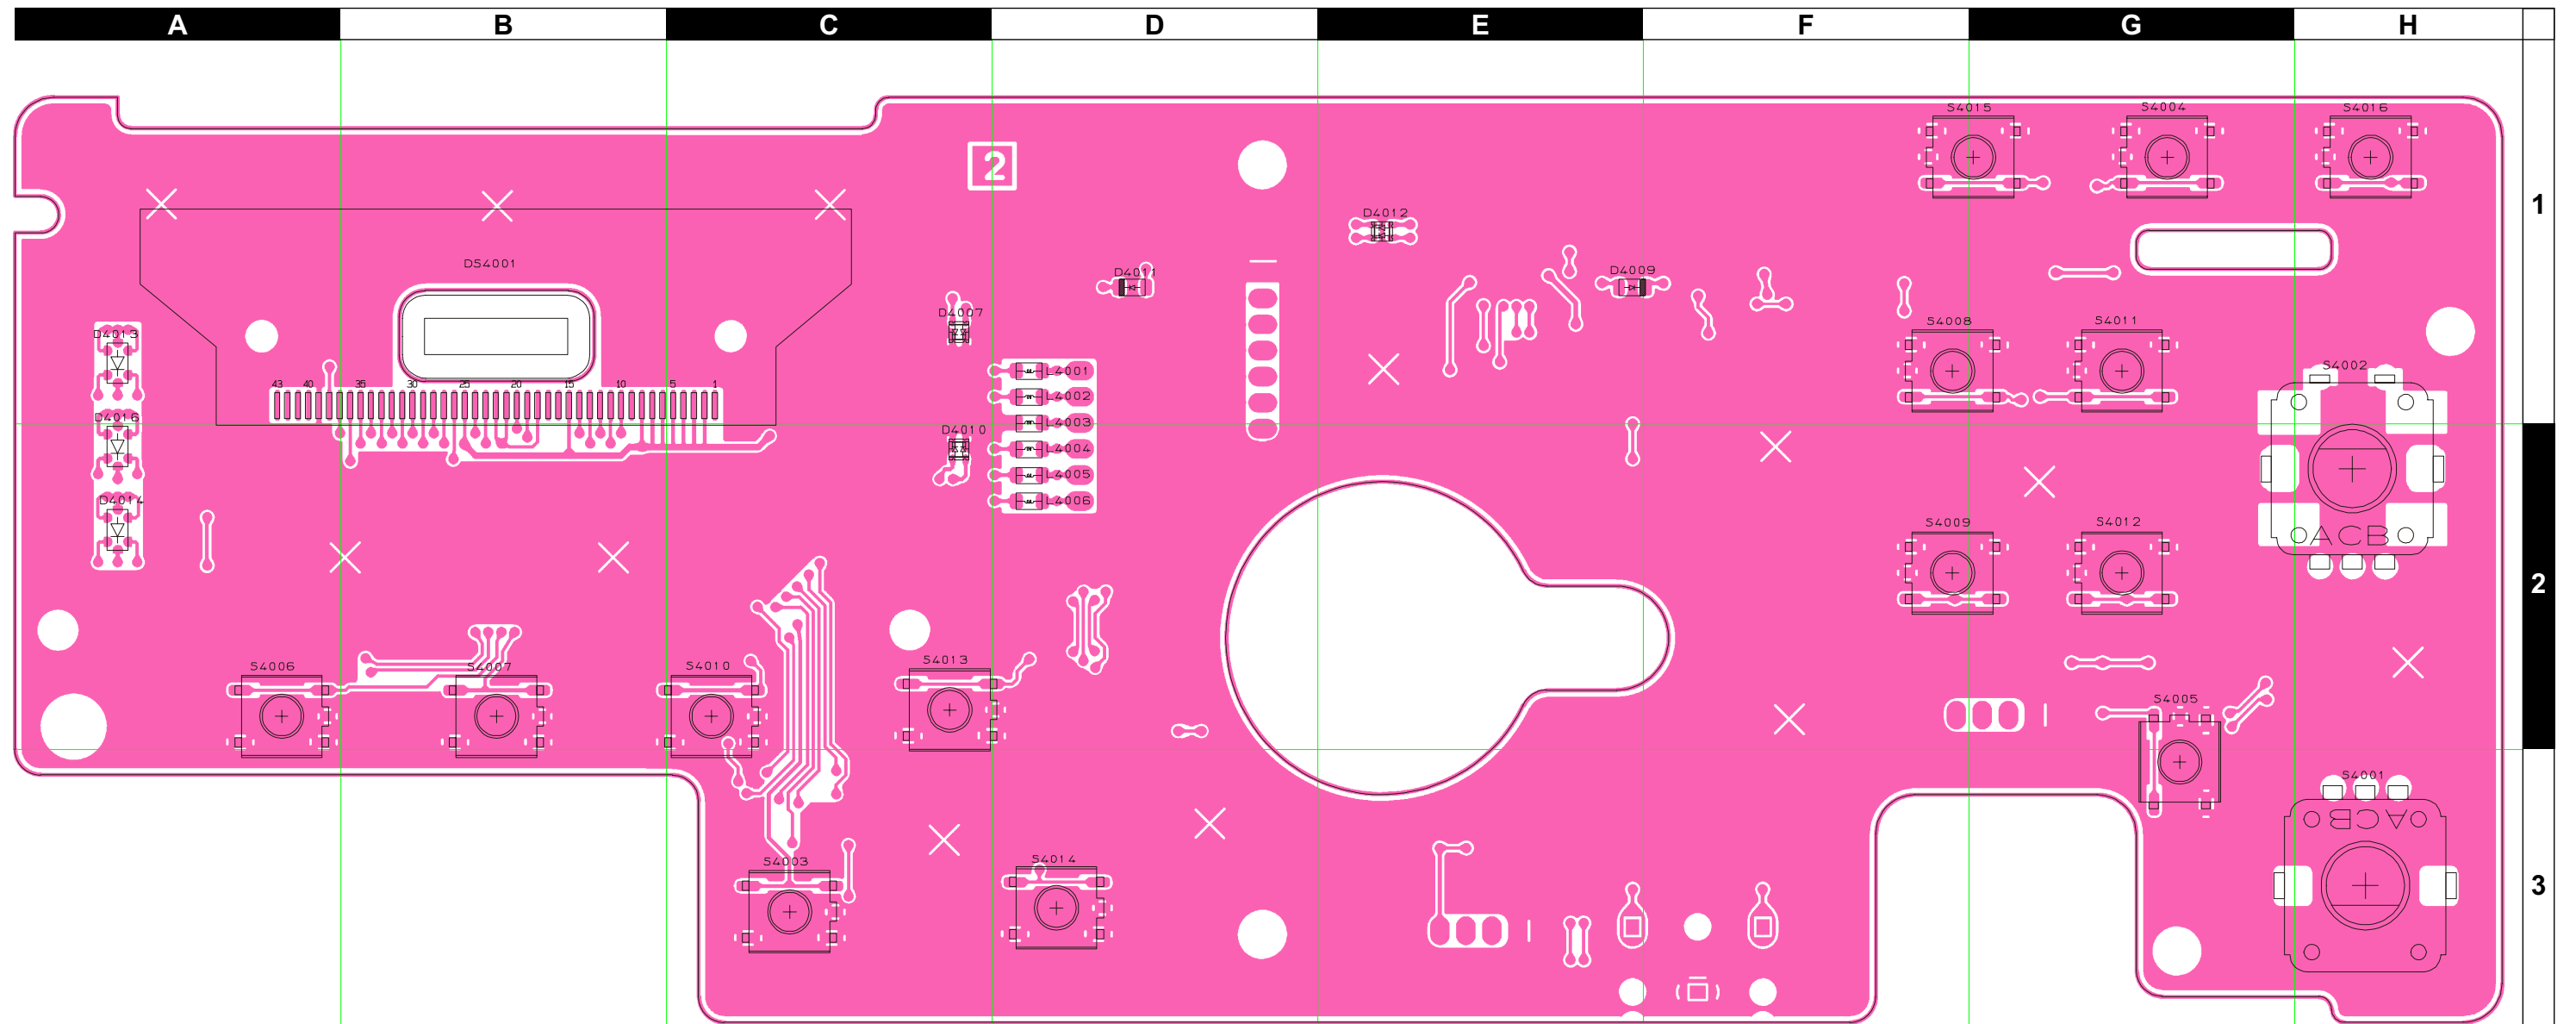 A B C D E F G H
S4015 S4004 S4016
2
1
D4012
DS4001
D4011 D4009
D4007
D4013
S4008 S4011
S4002
L4001
43 40 35 30 25 20 15 10 5 1
L4002
D4016
L4003
D4010
L4004
L4005
D4014
L4006
S4009 S4012
ACB
2
S4006 S4007 S4010 S4013
S4005
S4001
ACB
S4003 S4014
3